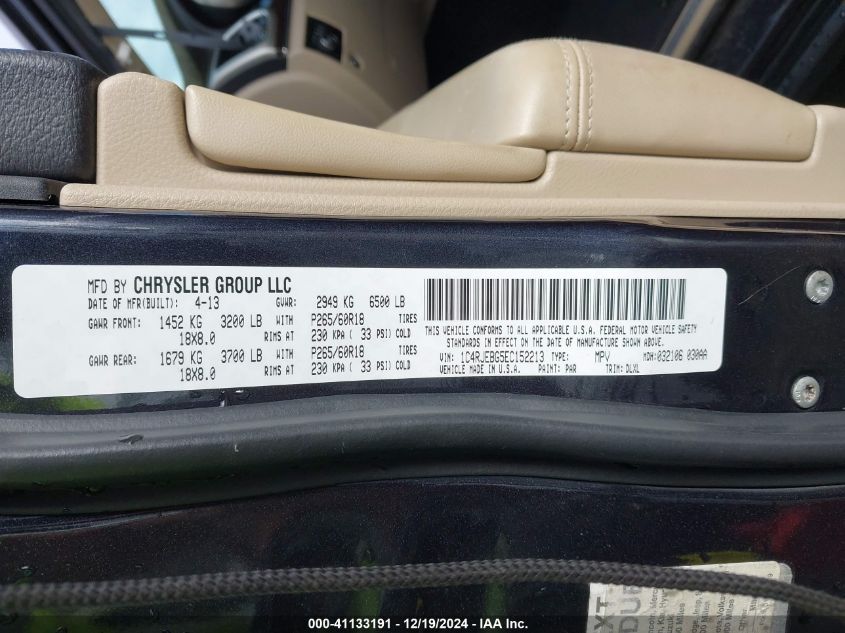 MFD BY CHRYSLER GROUP LLC
DATE OF MFR(BUILT): 4-13 GVWR: 2949 KG 6500 LB
GAWR FRONT: 1452 KG 3200 LB WITH P265/60R18 TIRES
18X8.0 RIMS AT 230 KPA ( 33 PSI) COLD
GAWR REAR: 1679 KG 3700 LB WITH P265/60R18 TIRES
18X8.0 RIMS AT 230 KPA ( 33 PSI) COLD
THIS VEHICLE CONFORMS TO ALL APPLICABLE U.S.A. FEDERAL MOTOR VEHICLE SAFETY
STANDARDS IN EFFECT ON THE DATE OF MANUFACTURE SHOWN ABOVE.
VIN: 1C4RJEBG5EC152213 TYPE: MPV MDH:032106 030AA
VEHICLE MADE IN U.S.A. PAINT: PAR TRIM: DLXL
000-41133191 - 12/19/2024 - IAA Inc.